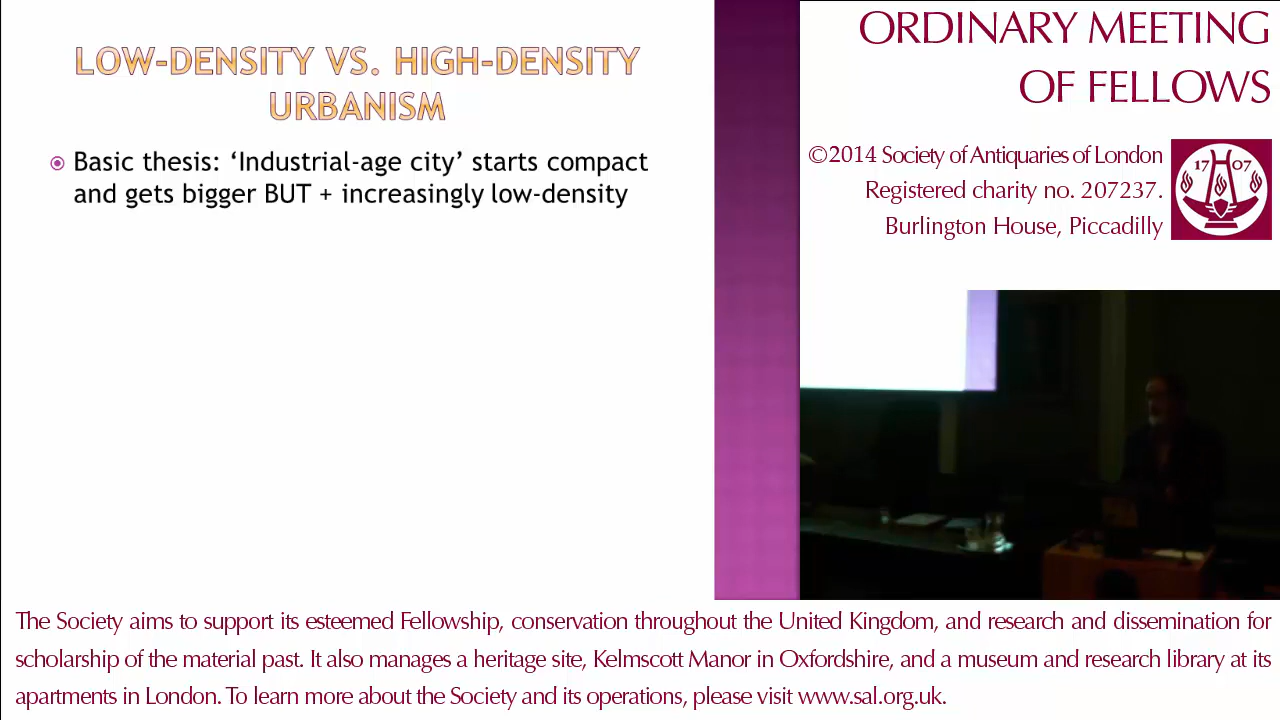 LOW-DENSITY VS. HIGH-DENSITY
URBANISM
Basic thesis: ‘Industrial-age city’ starts compact
and gets bigger BUT + increasingly low-density
ORDINARY MEETING
OF FELLOWS
©2014 Society of Antiquaries of London
Registered charity no. 207237.
Burlington House, Piccadilly
17 07
The Society aims to support its esteemed Fellowship, conservation throughout the United Kingdom, and research and dissemination for
scholarship of the material past. It also manages a heritage site, Kelmscott Manor in Oxfordshire, and a museum and research library at its
apartments in London. To learn more about the Society and its operations, please visit www.sal.org.uk.